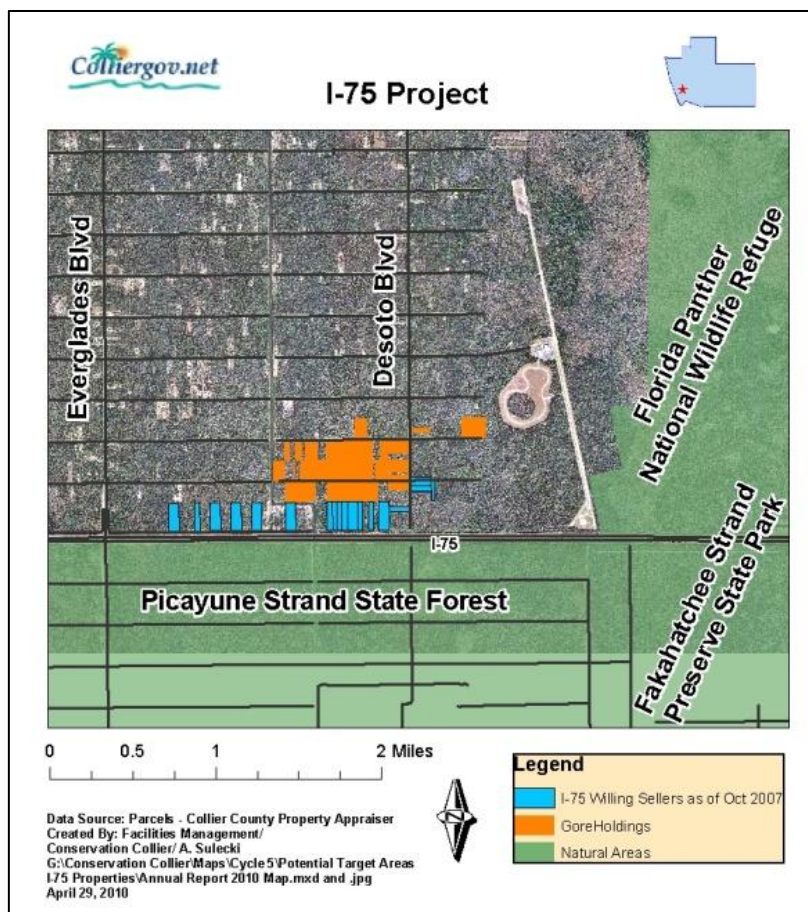 Colliergov.net
I-75 Project
Everglades Blvd
Desoto Blvd
Florida Panther
National Wildlife Refuge
I-75
Picayune Strand State Forest
Fakahatchee Strand
Preserve State Park
0 0.5 1 2 Miles
Legend
I-75 Willing Sellers as of Oct 2007
GoreHoldings
Natural Areas
N
Data Source: Parcels - Collier County Property Appraiser
Created By: Facilities Management/
Conservation Collier/ A. Sulecki
G:\Conservation Collier\Maps\Cycle 5\Potential Target Areas
I-75 Properties\Annual Report 2010 Map.mxd and .jpg
April 29, 2010